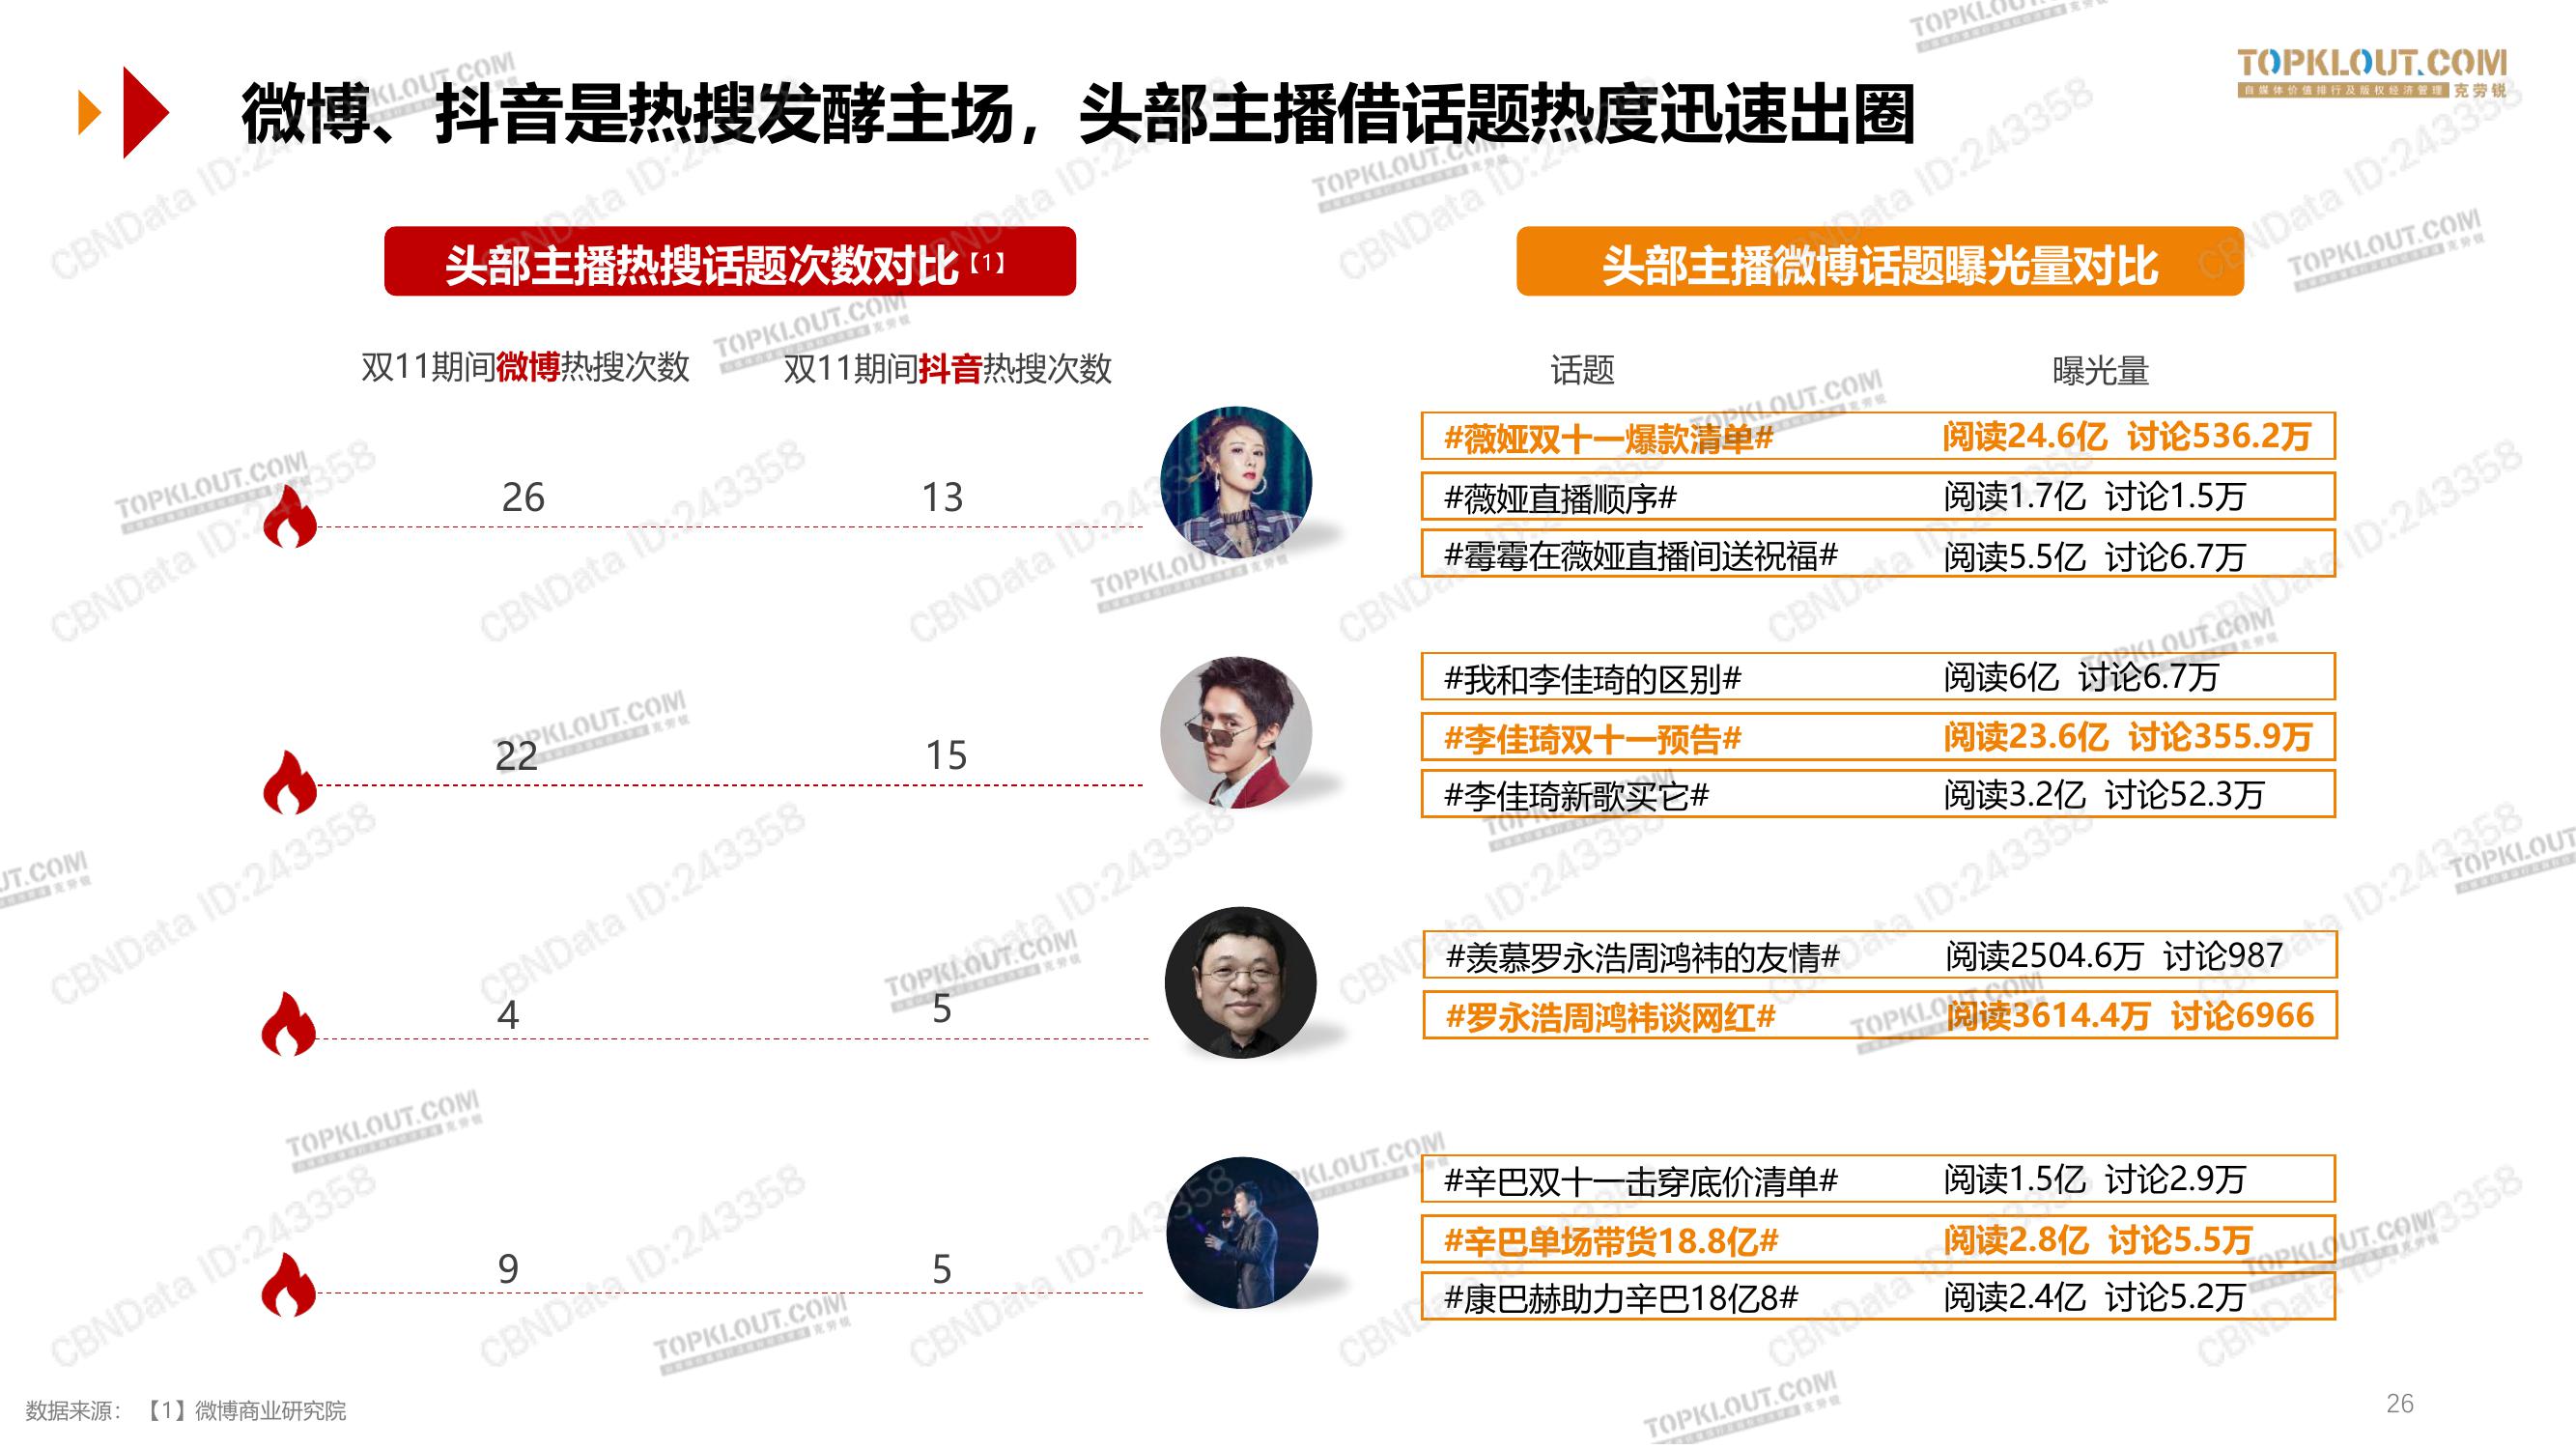 微博、抖音是热搜发酵主场，头部主播借话题热度迅速出圈
TOPKLOUT.COM
自媒体价值排行及版权经济管理 克劳锐
头部主播热搜话题次数对比【1】
头部主播微博话题曝光量对比
双11期间微博热搜次数 双11期间抖音热搜次数
话题 曝光量
26 13
#薇娅双十一爆款清单# 阅读24.6亿 讨论536.2万
#薇娅直播顺序# 阅读1.7亿 讨论1.5万
#霉霉在薇娅直播间送祝福# 阅读5.5亿 讨论6.7万
22 15
#我和李佳琦的区别# 阅读6亿 讨论6.7万
#李佳琦双十一预告# 阅读23.6亿 讨论355.9万
#李佳琦新歌买它# 阅读3.2亿 讨论52.3万
4 5
#羡慕罗永浩周鸿祎的友情# 阅读2504.6万 讨论987
#罗永浩周鸿祎谈网红# 阅读3614.4万 讨论6966
9 5
#辛巴双十一击穿底价清单# 阅读1.5亿 讨论2.9万
#辛巴单场带货18.8亿# 阅读2.8亿 讨论5.5万
#康巴赫助力辛巴18亿8# 阅读2.4亿 讨论5.2万
数据来源：【1】微博商业研究院
26
CBNData ID:243358